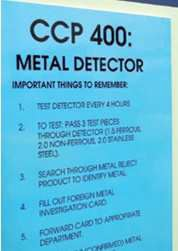 CCP 400:
METAL DETECTOR
IMPORTANT THINGS TO REMEMBER:
1. TEST DETECTOR EVERY 4 HOURS
2. TO TEST: PASS 3 TEST PIECES
THROUGH DETECTOR (1.5 FERROUS,
2.0 NON-FERROUS, 2.0 STAINLESS
STEEL).
3. SEARCH THROUGH METAL REJECT
PRODUCT TO IDENTIFY METAL.
4. FILL OUT FOREIGN METAL
INVESTIGATION CARD.
5. FORWARD CARD TO APPROPRIATE
DEPARTMENT.
(UNCONFIRMED) METAL